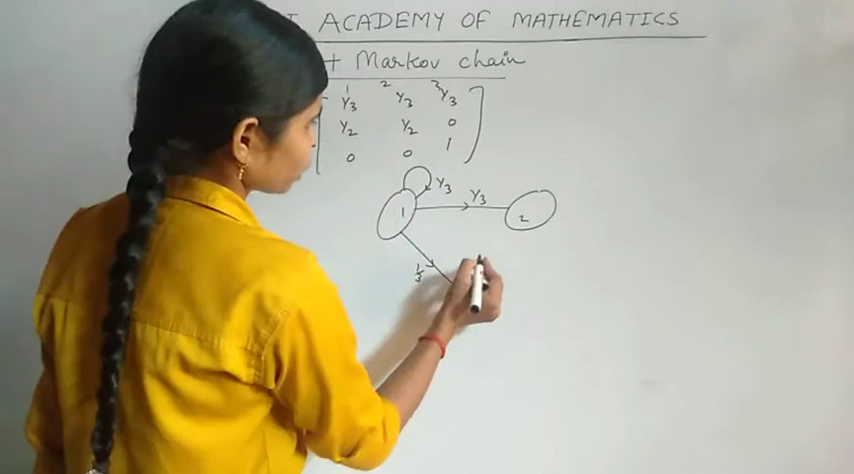 ACADEMY OF MATHEMATICS
Markov chain
1 2 3
1/3 1/3 1/3
1/2 1/2 0
0 0 1
1/3 1/3
1 2
1/3